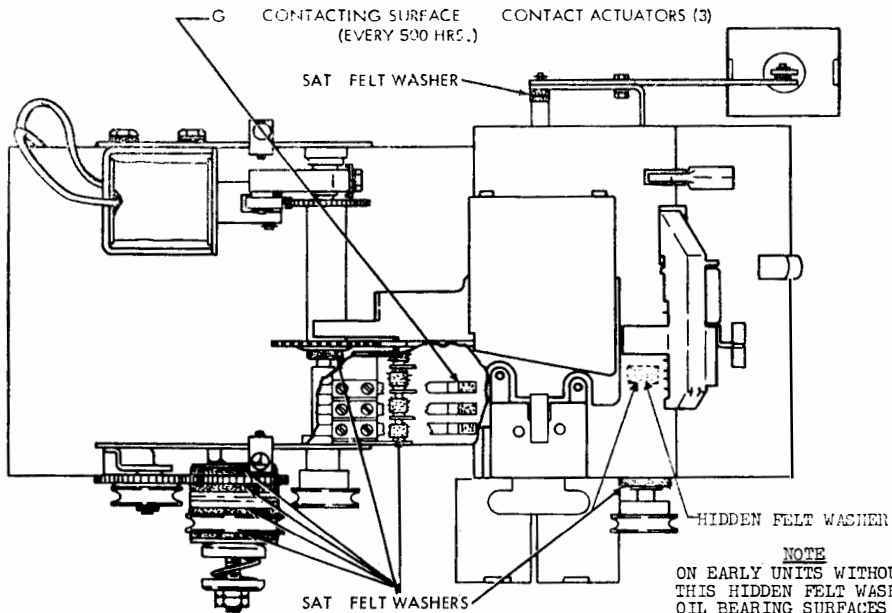 G CONTACTING SURFACE CONTACT ACTUATORS (3)
(EVERY 500 HRS.)
SAT FELT WASHER
HIDDEN FELT WASHER
SAT FELT WASHERS
NOTE
ON EARLY UNITS WITHOU
THIS HIDDEN FELT WASH
OIL BEARING SURFACES